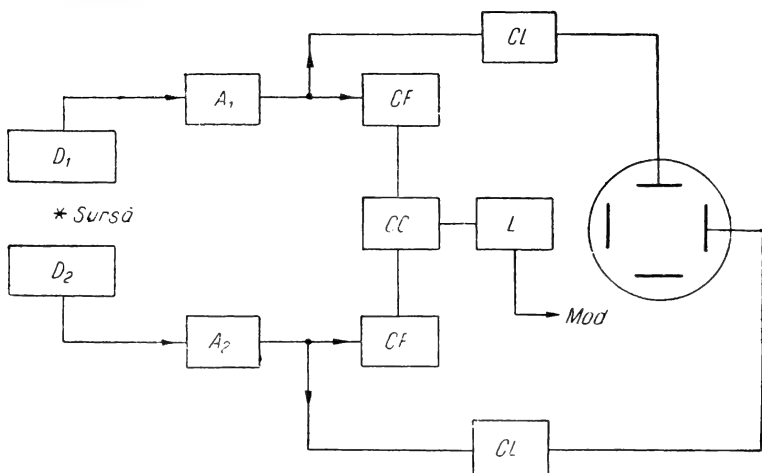 CL
A₁
CF
D₁
* Sursă
CC
L
D₂
Mod
A₂
CF
CL